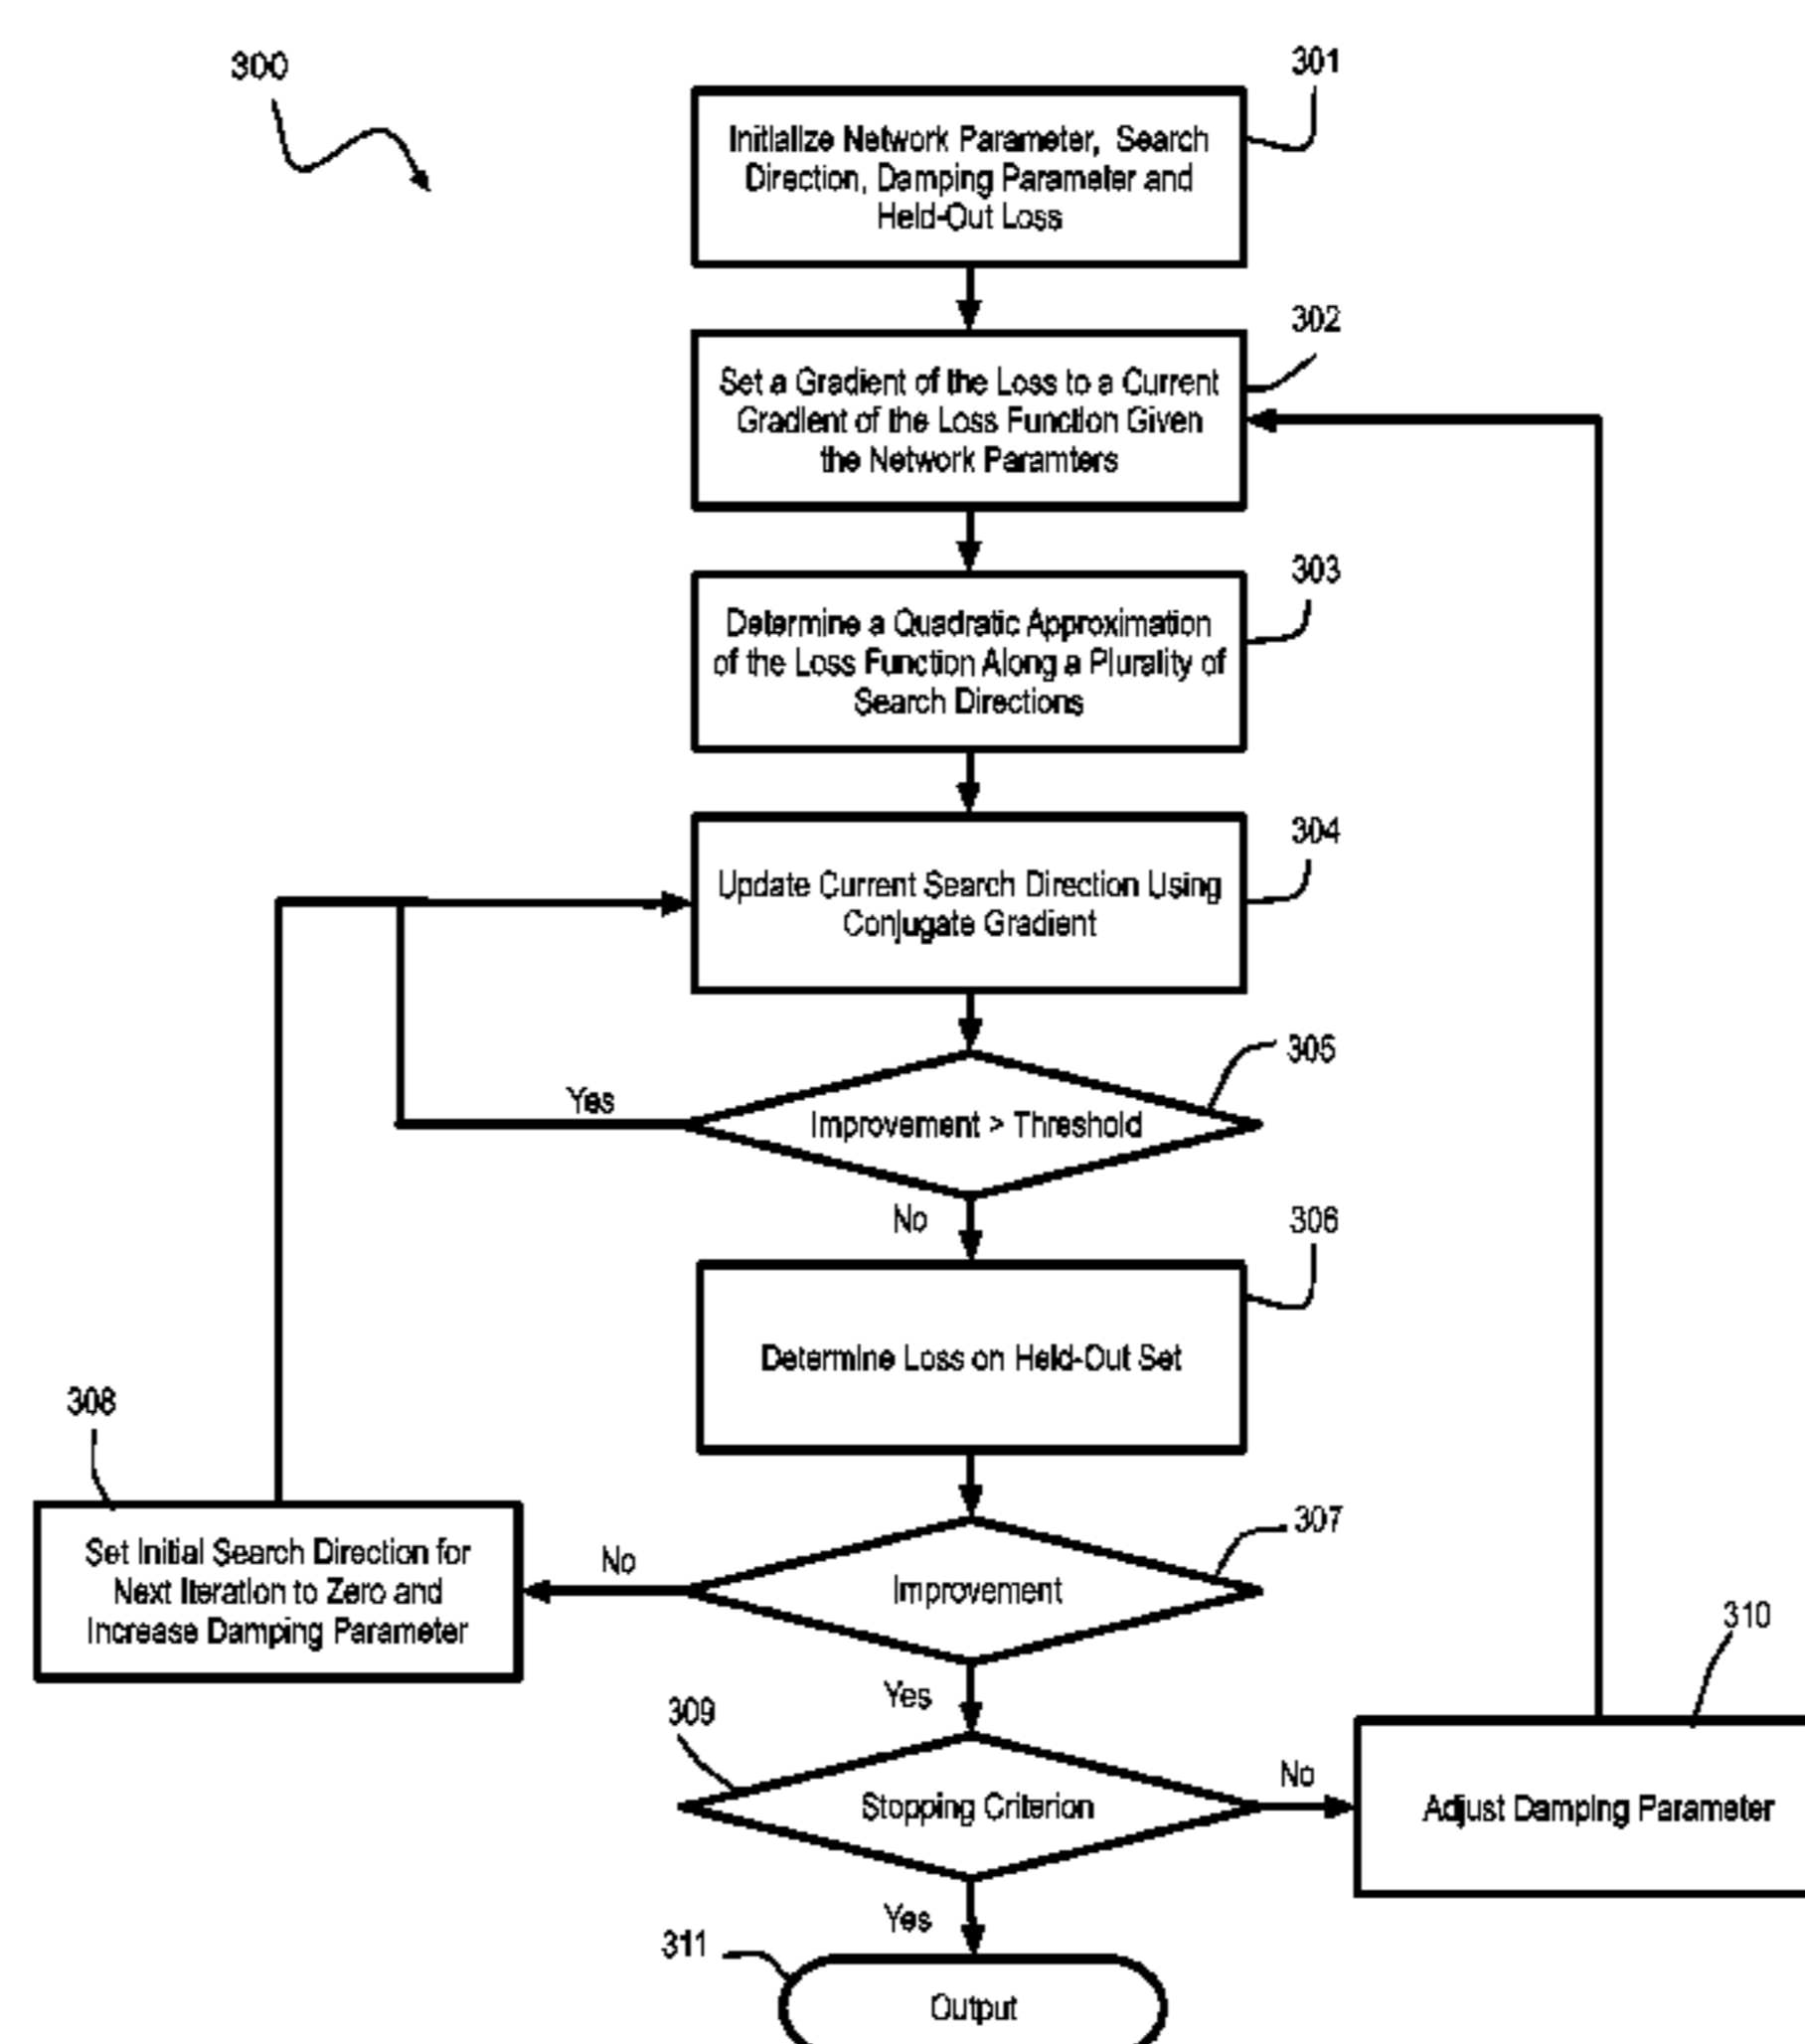 300
301
Initialize Network Parameter, Search
Direction, Damping Parameter and
Held-Out Loss
302
Set a Gradient of the Loss to a Current
Gradient of the Loss Function Given
the Network Paramters
303
Determine a Quadratic Approximation
of the Loss Function Along a Plurality of
Search Directions
304
Update Current Search Direction Using
Conjugate Gradient
305
Yes
Improvement > Threshold
No
306
Determine Loss on Held-Out Set
308
Set Initial Search Direction for
Next Iteration to Zero and
Increase Damping Parameter
307
No
Improvement
Yes
309
Stopping Criterion
No
310
Adjust Damping Parameter
Yes
311
Output